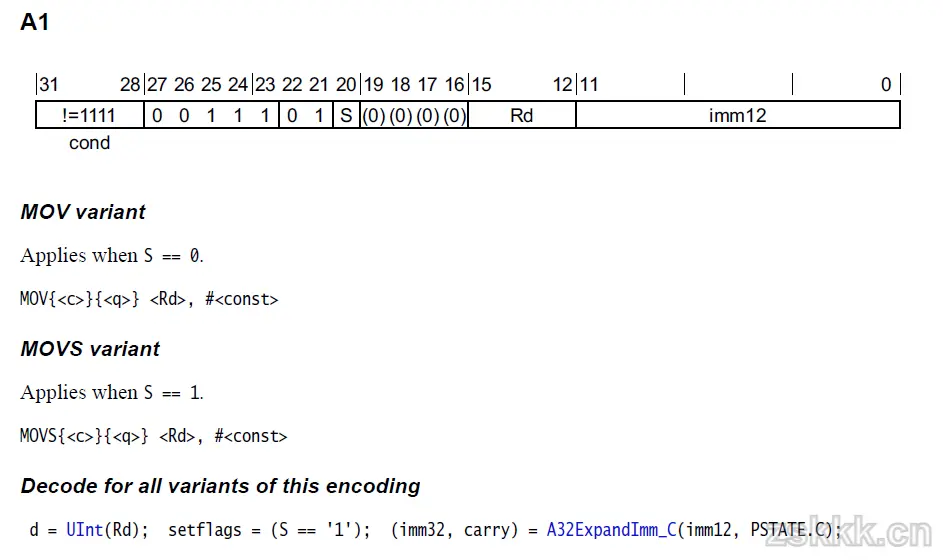 A1
31 28 27 26 25 24 23 22 21 20 19 18 17 16 15 12 11 0
!=1111 0 0 1 1 1 0 1 S (0) (0) (0) (0) Rd imm12
cond
MOV variant
Applies when S == 0.
MOV{<c>}{<q>} <Rd>, #<const>
MOVS variant
Applies when S == 1.
MOVS{<c>}{<q>} <Rd>, #<const>
Decode for all variants of this encoding
d = UInt(Rd); setflags = (S == '1'); (imm32, carry) = A32ExpandImm_C(imm12, PSTATE.C);
zskkk.cn